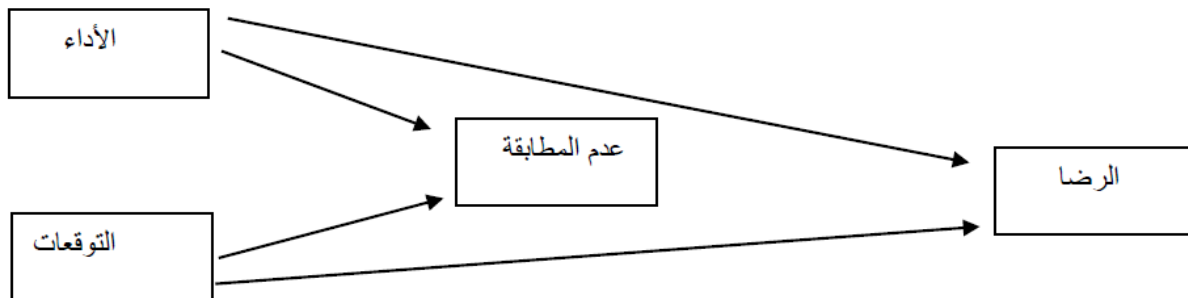 الأداء
عدم المطابقة
الرضا
التوقعات